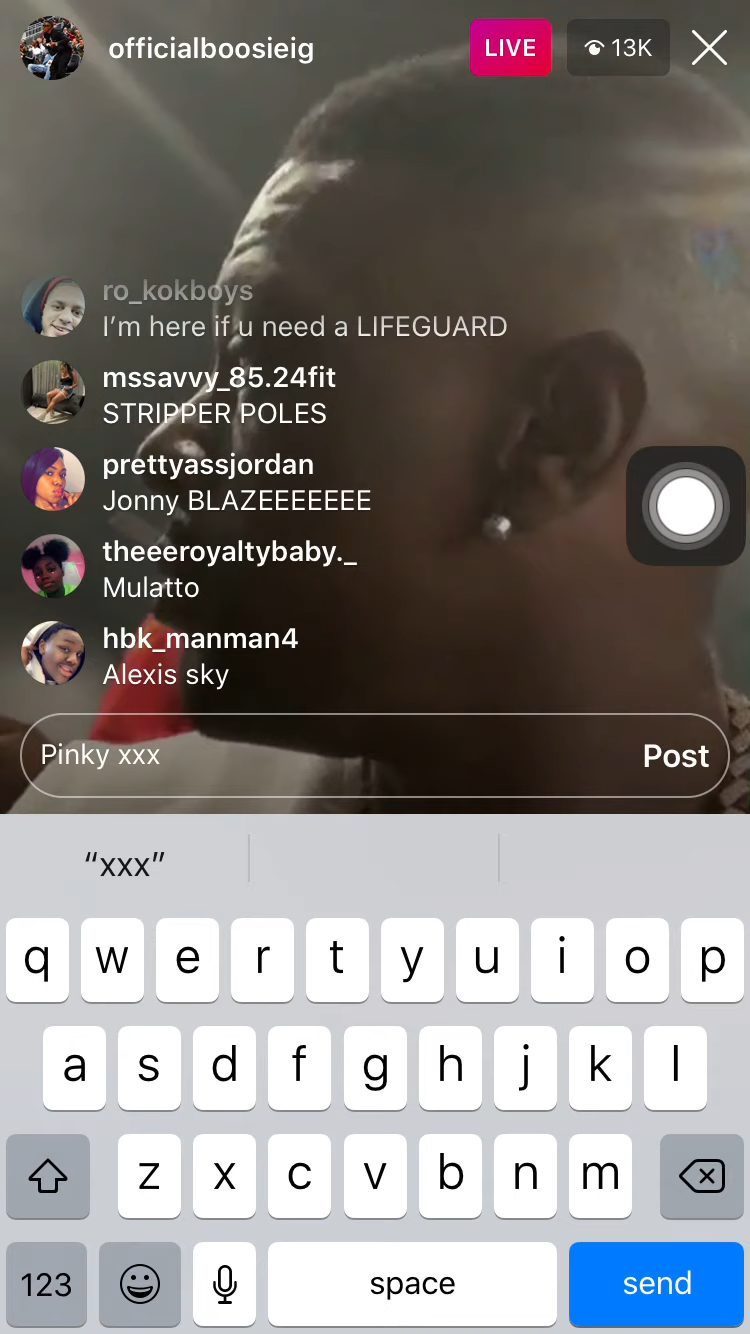 officialboosieig
LIVE
13K
ro_kokboys
I’m here if u need a LIFEGUARD
mssavvy_85.24fit
STRIPPER POLES
prettyassjordan
Jonny BLAZEEEEEEE
theeeroyaltybaby._
Mulatto
hbk_manman4
Alexis sky
Pinky xxx
Post
“xxx”
q w e r t y u i o p
a s d f g h j k l
z x c v b n m
123 space send